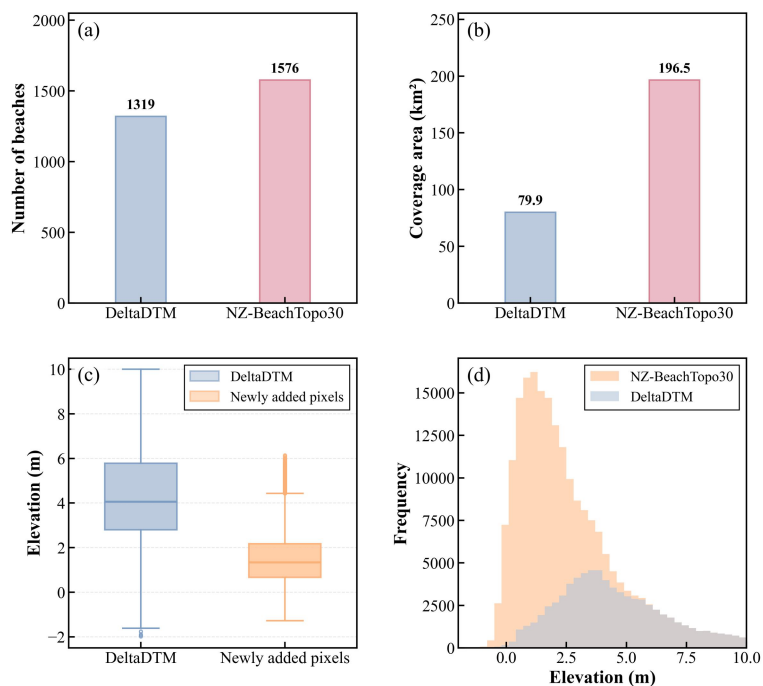 (a)
Number of beaches
2000
1500
1000
500
0
1319
1576
DeltaDTM
NZ-BeachTopo30
(b)
Coverage area (km²)
250
200
150
100
50
0
79.9
196.5
DeltaDTM
NZ-BeachTopo30
(c)
Elevation (m)
10
8
6
4
2
0
−2
DeltaDTM
Newly added pixels
DeltaDTM
Newly added pixels
(d)
Frequency
15000
12500
10000
7500
5000
2500
0
NZ-BeachTopo30
DeltaDTM
0.0
2.5
5.0
7.5
10.0
Elevation (m)